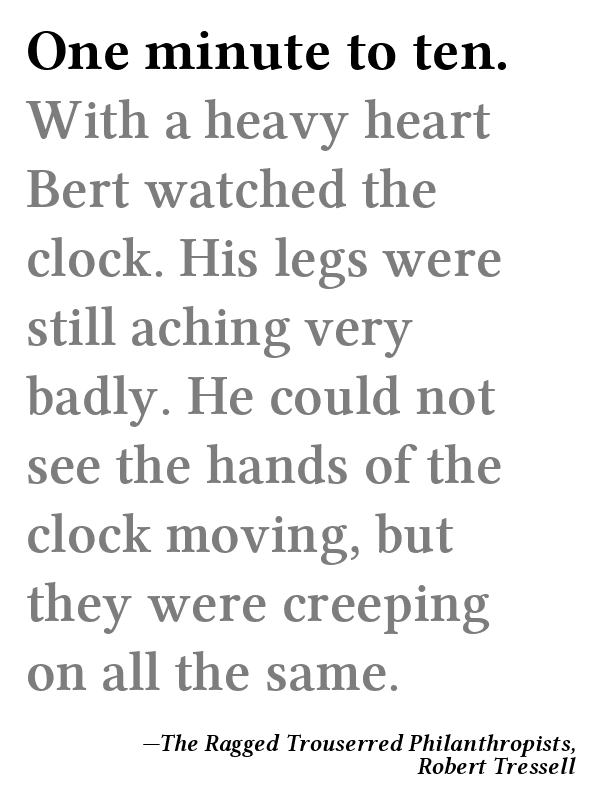 One minute to ten.
With a heavy heart
Bert watched the
clock. His legs were
still aching very
badly. He could not
see the hands of the
clock moving, but
they were creeping
on all the same.
—The Ragged Trouserred Philanthropists,
Robert Tressell